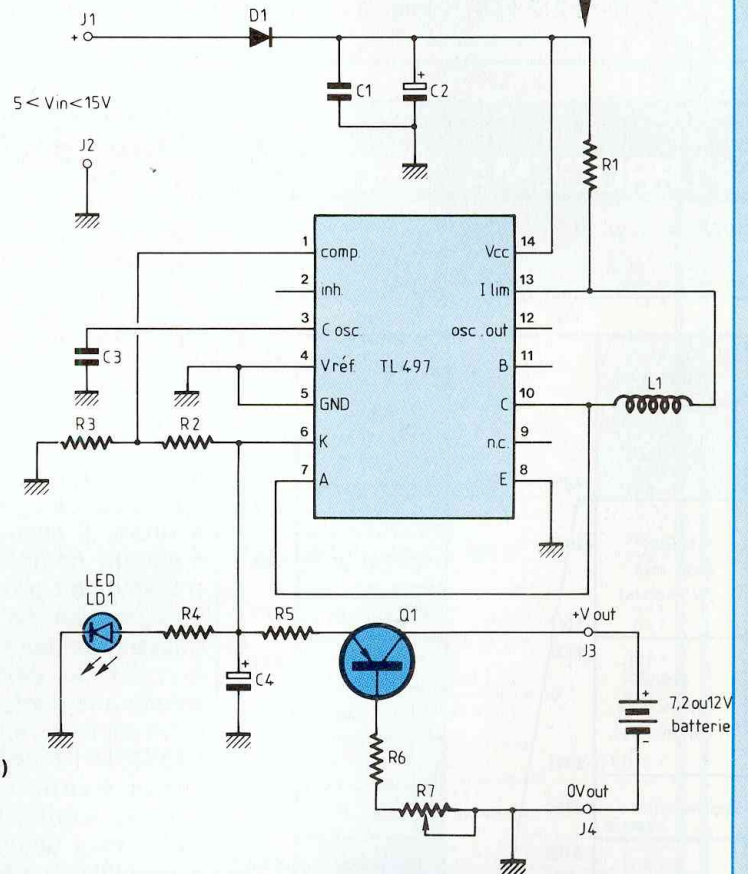 J1
D1
+
C1
+
C2
5 < Vin < 15V
J2
R1
1
comp.
Vcc
14
2
inh.
I lim
13
3
C osc
osc.out
12
C3
4
Vréf.
TL 497
B
11
5
GND
C
10
L1
R3
R2
6
K
n.c.
9
7
A
E
8
LED
LD1
R4
R5
Q1
+V out
J3
+
C4
+
7,2 ou 12V
batterie
-
R6
R7
0V out
J4
)